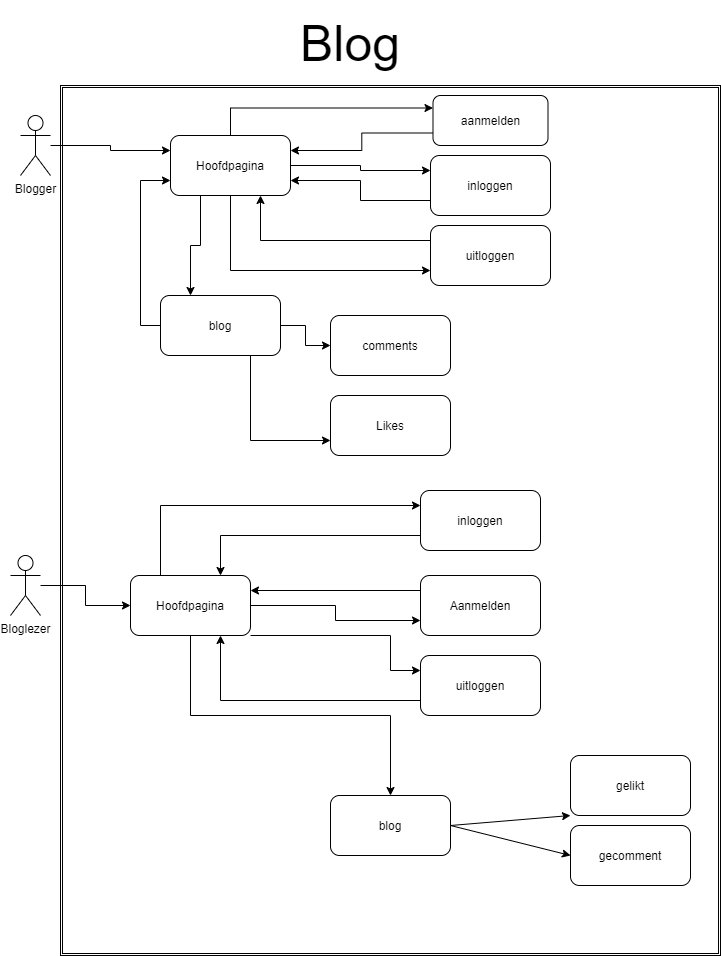 Blog
aanmelden
Hoofdpagina
inloggen
Blogger
uitloggen
blog
comments
Likes
inloggen
Hoofdpagina
Aanmelden
Bloglezer
uitloggen
gelikt
blog
gecomment